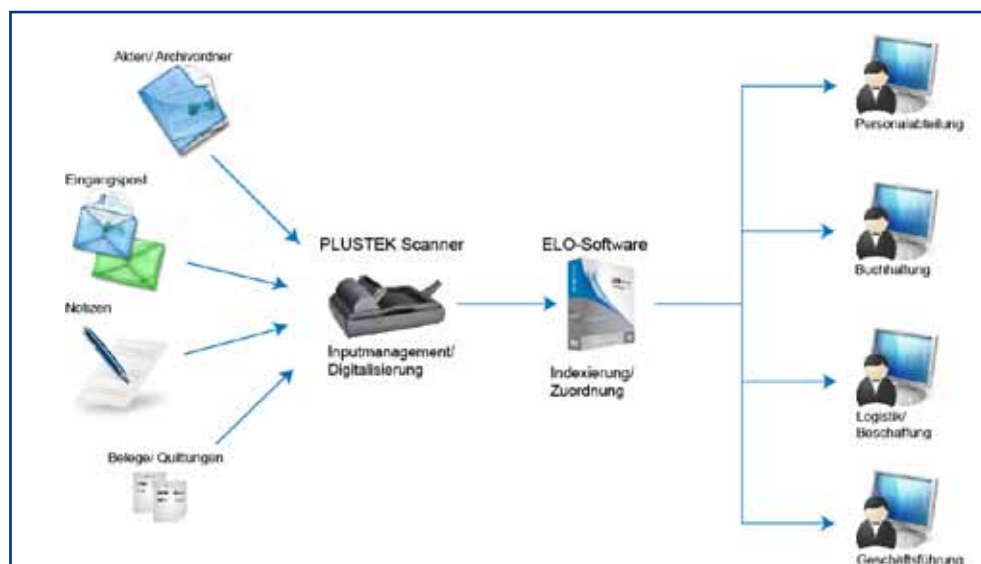 Akten/ Archivordner
Eingangspost
Notizen
Belege/ Quittungen
PLUSTEK Scanner
Inputmanagement/
Digitalisierung
ELO-Software
Indexierung/
Zuordnung
Personalabteilung
Buchhaltung
Logistik/
Beschaffung
Geschäftsführung